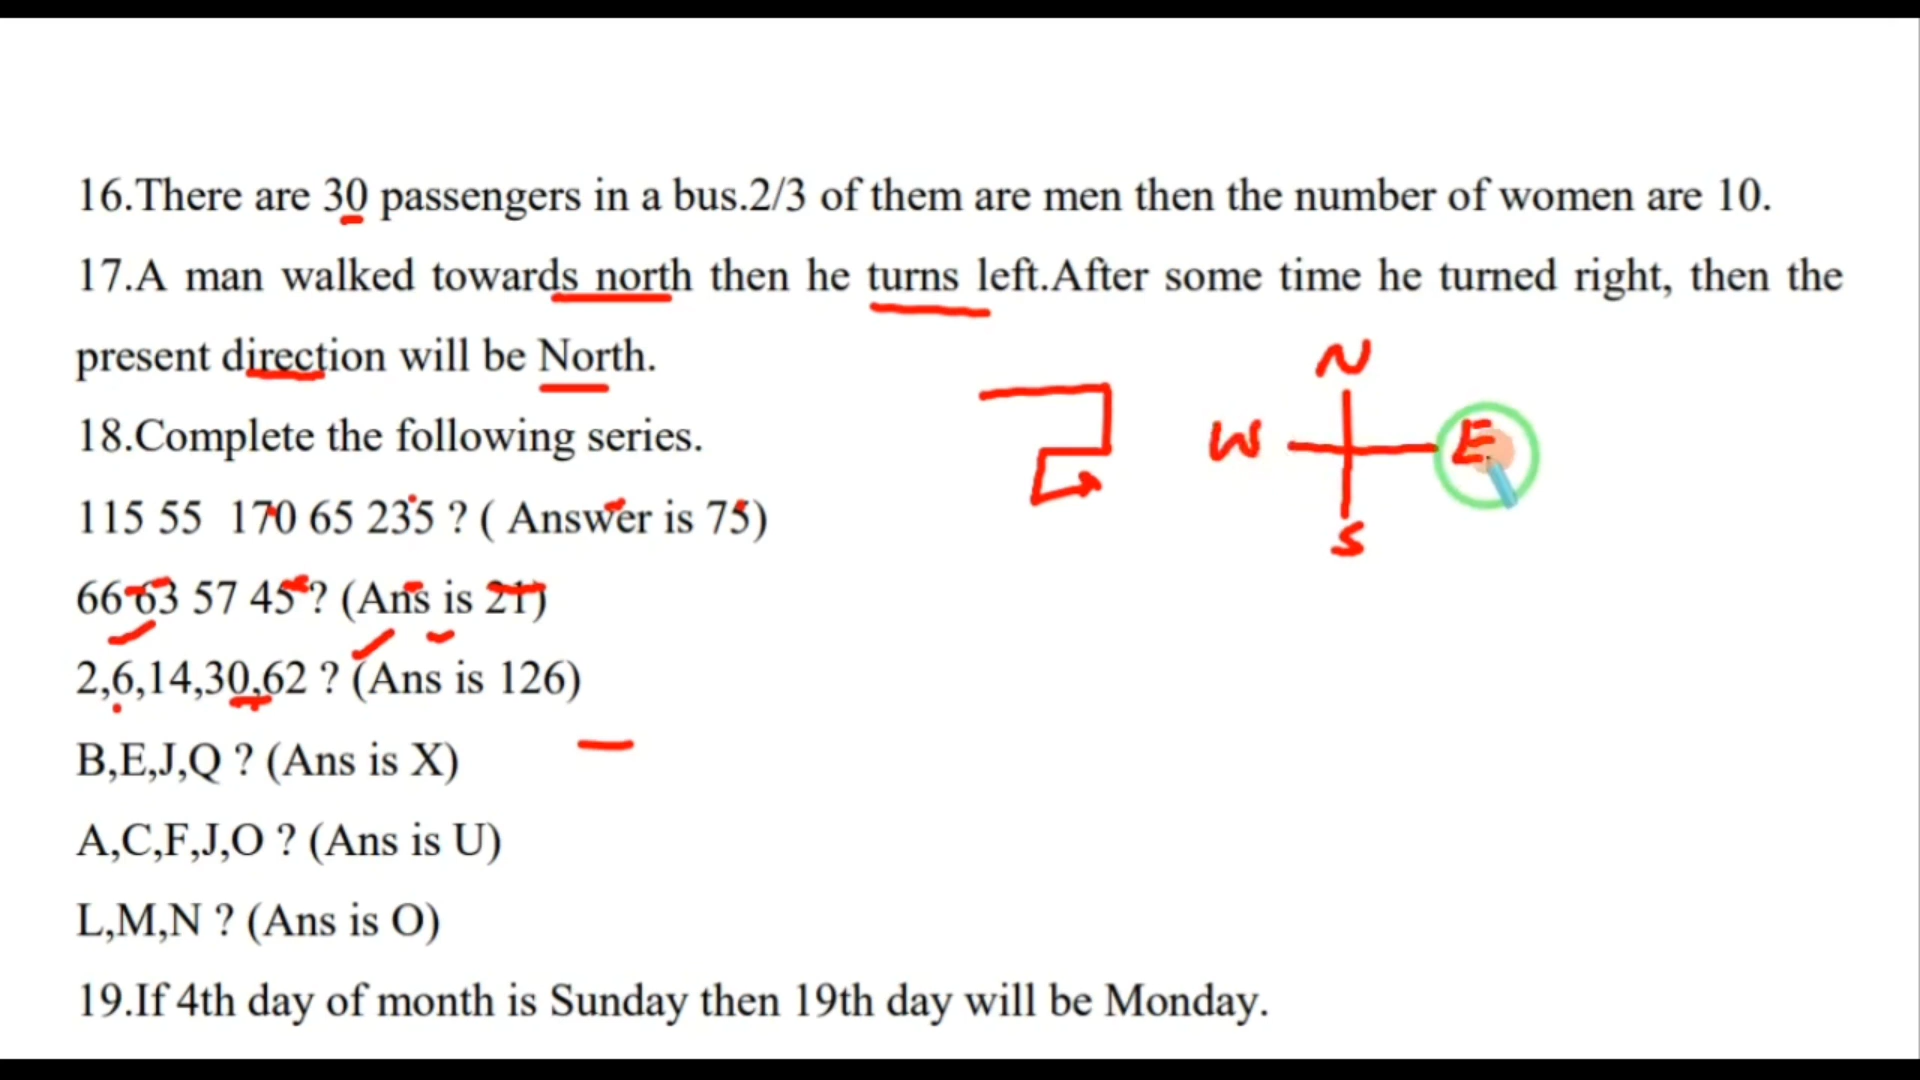 16.There are 30 passengers in a bus.2/3 of them are men then the number of women are 10.
17.A man walked towards north then he turns left.After some time he turned right, then the
present direction will be North.
N
W E
S
18.Complete the following series.
115 55 170 65 235 ? ( Answer is 75)
66 63 57 45 ? (Ans is 21)
2,6,14,30,62 ? (Ans is 126)
B,E,J,Q ? (Ans is X)
A,C,F,J,O ? (Ans is U)
L,M,N ? (Ans is O)
19.If 4th day of month is Sunday then 19th day will be Monday.